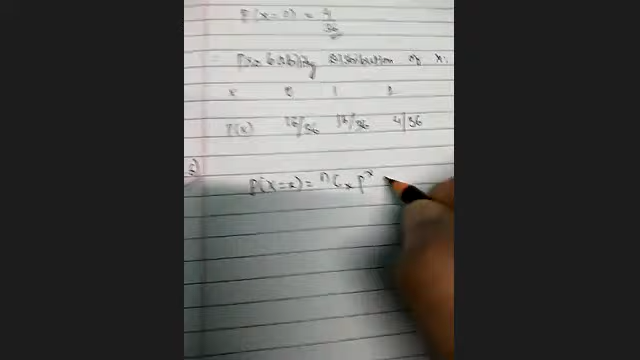 P(x=2) = 4/36
Probability Distribution of x.
x 0 1 2
P(x) 16/36 16/36 4/36
P(X=x) = ⁿCₓ pˣ